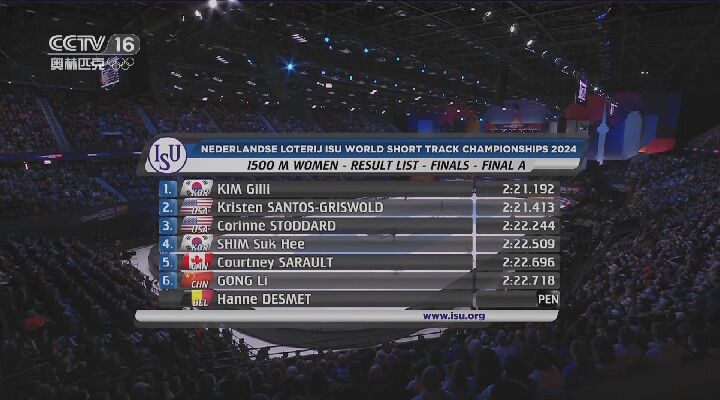 CCTV 16
奥林匹克
ISU
NEDERLANDSE LOTERIJ ISU WORLD SHORT TRACK CHAMPIONSHIPS 2024
1500 M WOMEN - RESULT LIST - FINALS - FINAL A
1. KOR KIM Gilli 2:21.192
2. USA Kristen SANTOS-GRISWOLD 2:21.413
3. USA Corinne STODDARD 2:22.244
4. KOR SHIM Suk Hee 2:22.509
5. CAN Courtney SARAULT 2:22.696
6. CHN GONG Li 2:22.718
BEL Hanne DESMET PEN
www.isu.org